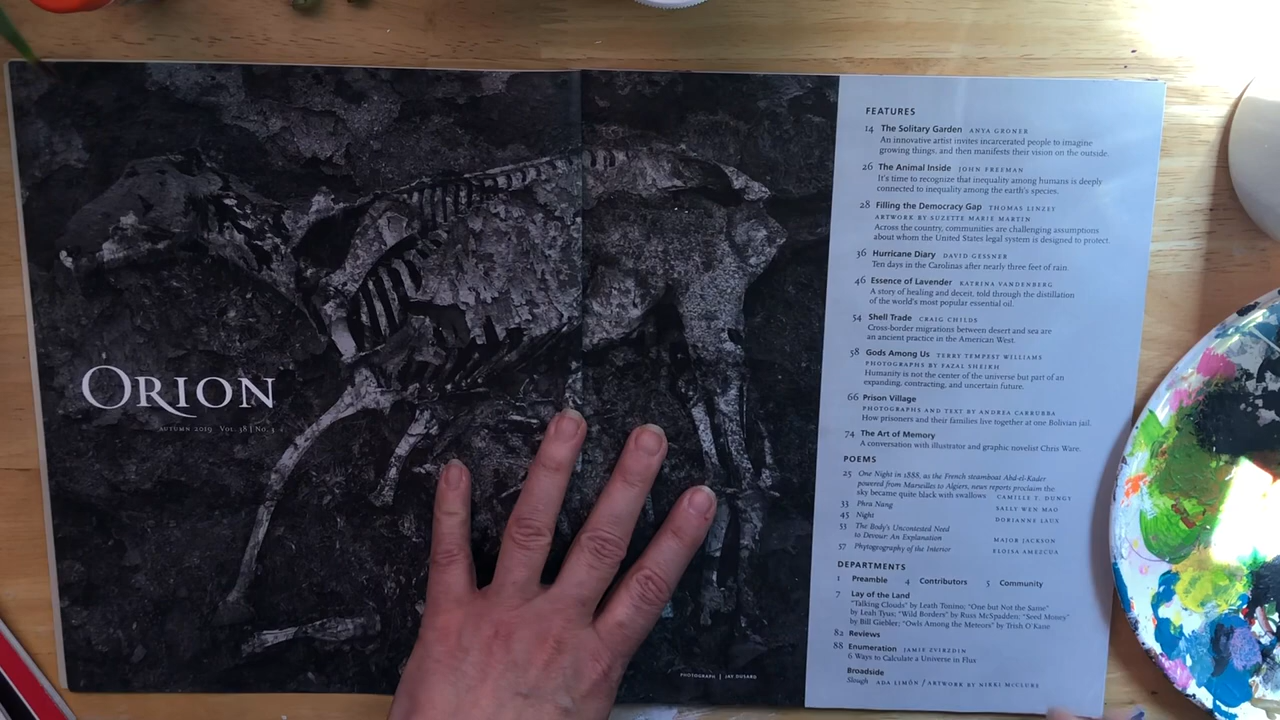 ORION
AUTUMN 2019 VOL. 38 | No. 3
PHOTOGRAPH | JAY DUSARD
FEATURES
14 The Solitary Garden ANYA GRONER
An innovative artist invites incarcerated people to imagine
growing things, and then manifests their vision on the outside.
26 The Animal Inside JOHN FREEMAN
It's time to recognize that inequality among humans is deeply
connected to inequality among the earth's species.
28 Filling the Democracy Gap THOMAS LINZEY
ARTWORK BY SUZETTE MARIE MARTIN
Across the country, communities are challenging assumptions
about whom the United States legal system is designed to protect.
36 Hurricane Diary DAVID GESSNER
Ten days in the Carolinas after nearly three feet of rain.
46 Essence of Lavender KATRINA VANDENBERG
A story of healing and deceit, told through the distillation
of the world's most popular essential oil.
54 Shell Trade CRAIG CHILDS
Cross-border migrations between desert and sea are
an ancient practice in the American West.
58 Gods Among Us TERRY TEMPEST WILLIAMS
PHOTOGRAPHS BY FAZAL SHEIKH
Humanity is not the center of the universe but part of an
expanding, contracting, and uncertain future.
66 Prison Village
PHOTOGRAPHS AND TEXT BY ANDREA CARRUBBA
How prisoners and their families live together at one Bolivian jail.
74 The Art of Memory
A conversation with illustrator and graphic novelist Chris Ware.
POEMS
25 One Night in 1888, as the French steamboat Abd-el-Kader
powered from Marseilles to Algiers, news reports proclaim the
sky became quite black with swallows CAMILLE T. DUNGY
33 Phra Nang SALLY WEN MAO
45 Night DORIANNE LAUX
53 The Body's Uncontested Need
to Devour: An Explanation MAJOR JACKSON
57 Phytogeography of the Interior ELOISA AMEZCUA
DEPARTMENTS
1 Preamble 4 Contributors 5 Community
7 Lay of the Land
"Talking Clouds" by Leath Tonino; "One but Not the Same"
by Leah Tyus; "Wild Borders" by Russ McSpadden; "Seed Money"
by Bill Giebler; "Owls Among the Meteors" by Trish O'Kane
82 Reviews
88 Enumeration JAMIE ZVIRZDIN
6 Ways to Calculate a Universe in Flux
Broadside
Slough ADA LIMÓN / ARTWORK BY NIKKI MCCLURE